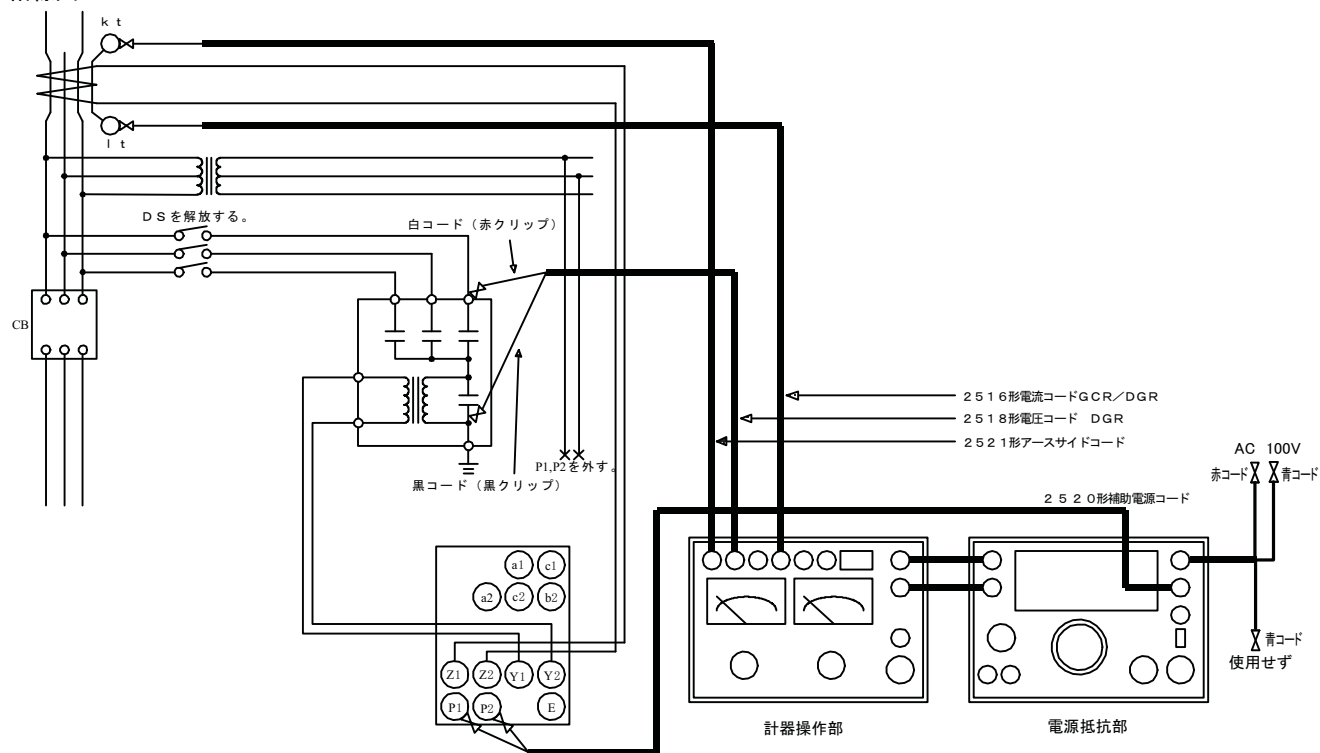 k t
l t
DSを解放する。
白コード(赤クリップ)
CB
2516形電流コードGCR/DGR
2518形電圧コード DGR
2521形アースサイドコード
P1,P2を外す。
黒コード(黒クリップ)
AC 100V
赤コード
青コード
2520形補助電源コード
a1
c1
a2
c2
b2
青コード
使用せず
Z1
Z2
Y1
Y2
P1
P2
E
計器操作部
電源抵抗部